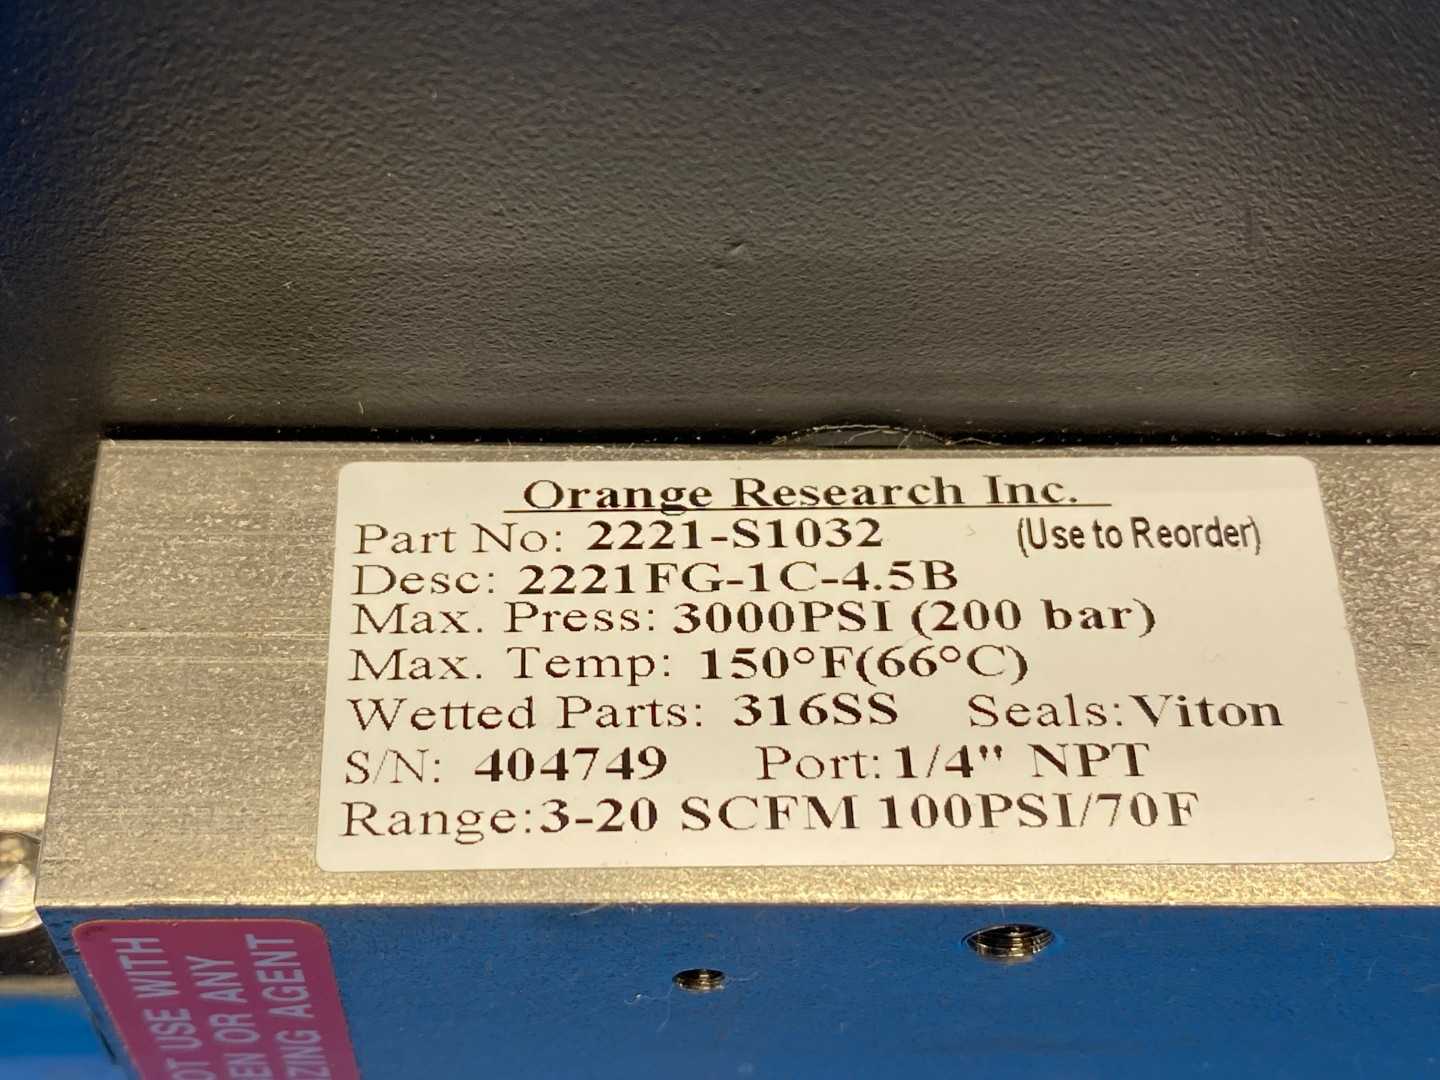 Orange Research Inc.
Part No: 2221-S1032 (Use to Reorder)
Desc: 2221FG-1C-4.5B
Max. Press: 3000PSI (200 bar)
Max. Temp: 150°F(66°C)
Wetted Parts: 316SS Seals: Viton
S/N: 404749 Port: 1/4" NPT
Range: 3-20 SCFM 100PSI/70F
USE WITH
OR ANY
AGENT